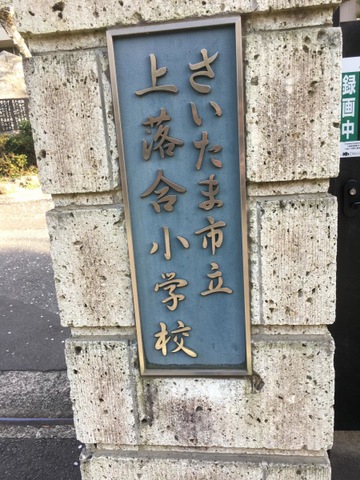 さいたま市立
上落合小学校
録画中